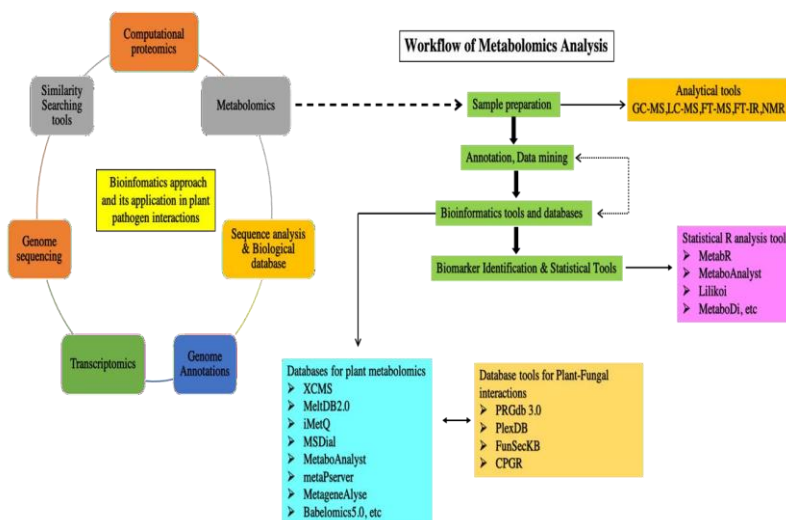 Computational
proteomics
Similarity
Searching
tools
Metabolomics
Bioinfomatics approach
and its application in plant
pathogen interactions
Genome
sequencing
Sequence analysis
& Biological
database
Transcriptomics
Genome
Annotations
Workflow of Metabolomics Analysis
Sample preparation
Analytical tools
GC-MS,LC-MS,FT-MS,FT-IR,NMR
Annotation, Data mining
Bioinformatics tools and databases
Biomarker Identification & Statistical Tools
Statistical R analysis tool
➢ MetabR
➢ MetaboAnalyst
➢ Lilikoi
➢ MetaboDi, etc
Databases for plant metabolomics
➢ XCMS
➢ MeltDB2.0
➢ iMetQ
➢ MSDial
➢ MetaboAnalyst
➢ metaPserver
➢ MetageneAlyse
➢ Babelomics5.0, etc
Database tools for Plant-Fungal
interactions
➢ PRGdb 3.0
➢ PlexDB
➢ FunSecKB
➢ CPGR